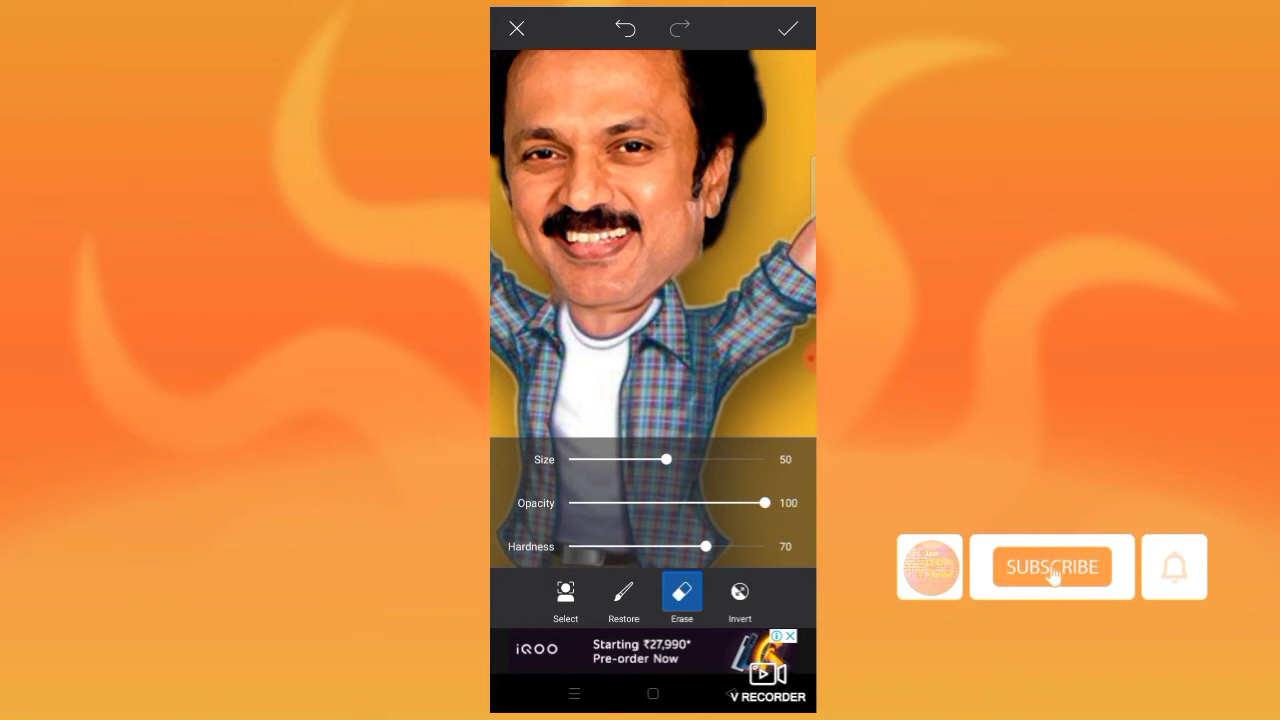 Size 50
Opacity 100
Hardness 70
Select Restore Erase Invert
iQOO
Starting ₹27,990*
Pre-order Now
V RECORDER
SUBSCRIBE